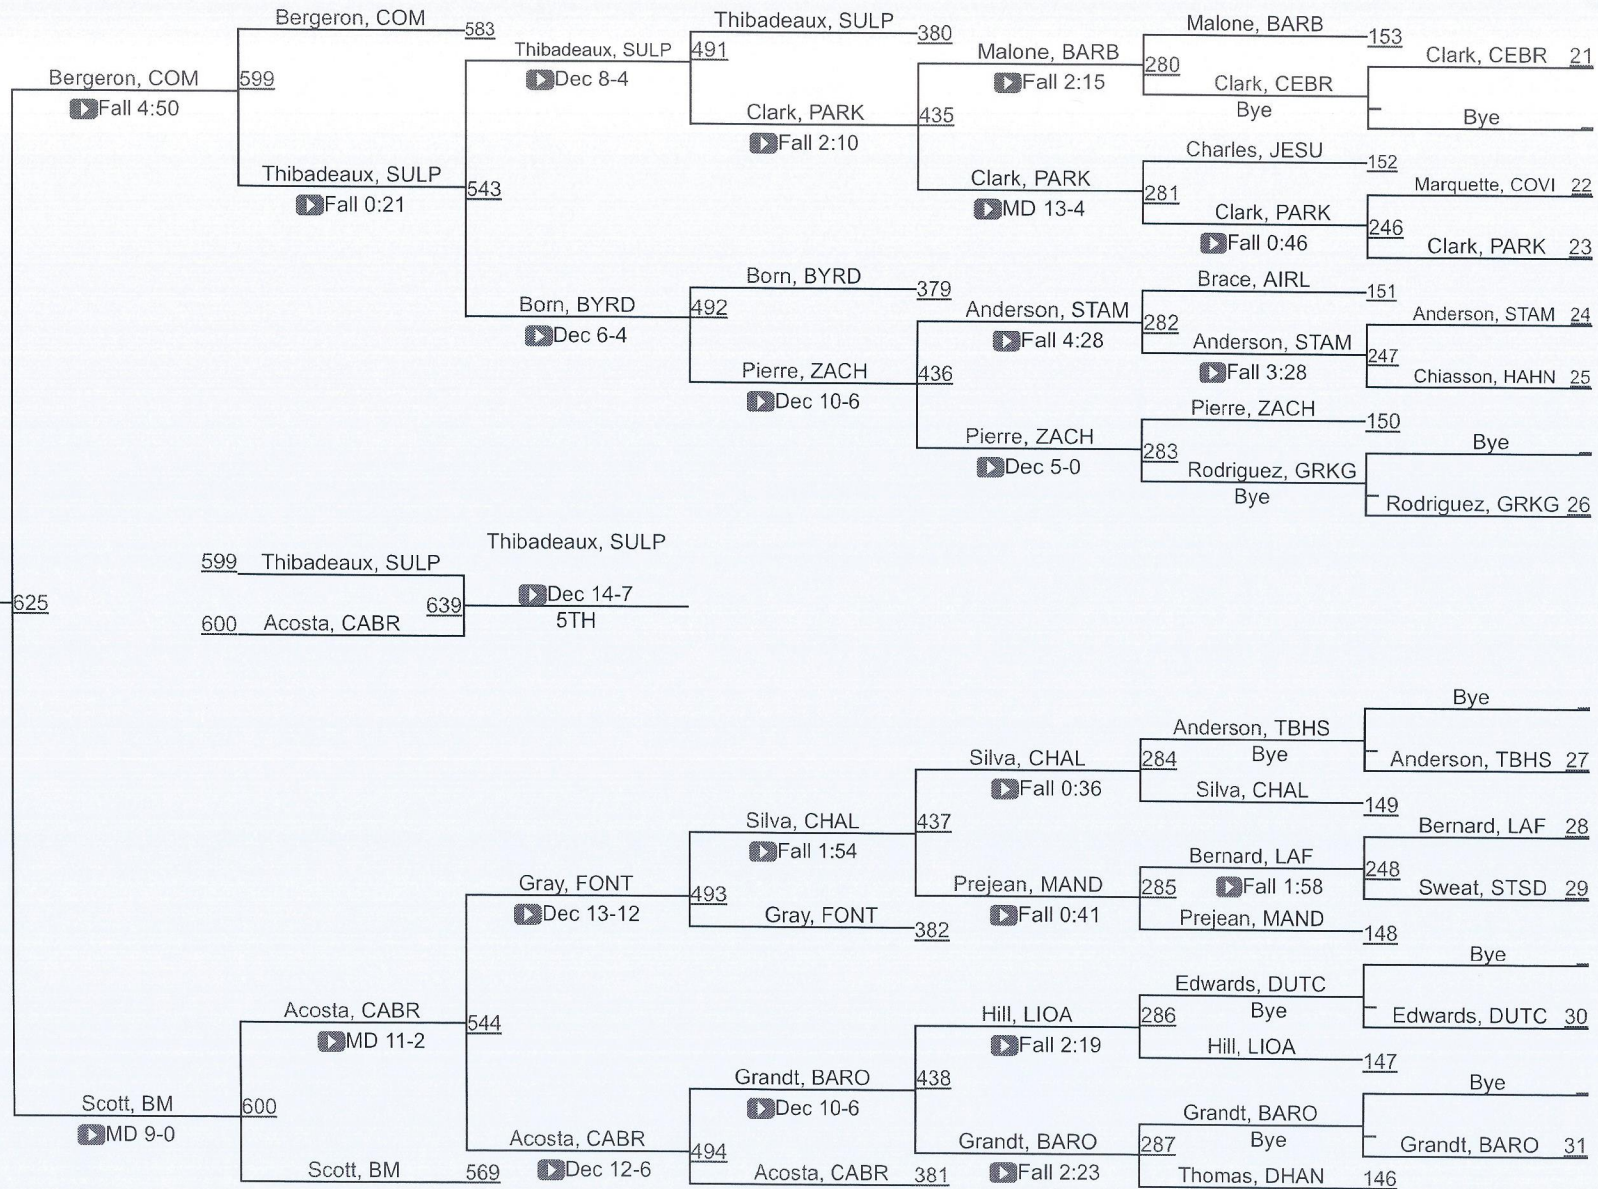 Bergeron, COM
583
Bergeron, COM
599
Fall 4:50
Thibadeaux, SULP
543
Fall 0:21
Thibadeaux, SULP
491
Dec 8-4
Born, BYRD
492
Dec 6-4
Thibadeaux, SULP
380
Clark, PARK
435
Fall 2:10
Born, BYRD
379
Pierre, ZACH
436
Dec 10-6
Malone, BARB
280
Fall 2:15
Clark, PARK
281
MD 13-4
Anderson, STAM
282
Fall 4:28
Pierre, ZACH
283
Dec 5-0
Malone, BARB
153
Clark, CEBR
Bye
Charles, JESU
152
Clark, PARK
246
Fall 0:46
Brace, AIRL
151
Anderson, STAM
247
Fall 3:28
Pierre, ZACH
150
Rodriguez, GRKG
Bye
Clark, CEBR 21
Bye
Marquette, COVI 22
Clark, PARK 23
Anderson, STAM 24
Chiasson, HAHN 25
Bye
Rodriguez, GRKG 26
625
599 Thibadeaux, SULP
600 Acosta, CABR
639
Thibadeaux, SULP
Dec 14-7
5TH
Scott, BM
600
MD 9-0
Acosta, CABR
544
MD 11-2
Scott, BM
569
Gray, FONT
493
Dec 13-12
Acosta, CABR
494
Dec 12-6
Silva, CHAL
437
Fall 1:54
Gray, FONT
382
Grandt, BARO
438
Dec 10-6
Acosta, CABR
381
Silva, CHAL
284
Fall 0:36
Prejean, MAND
285
Fall 0:41
Hill, LIOA
286
Fall 2:19
Grandt, BARO
287
Fall 2:23
Anderson, TBHS
Bye
Silva, CHAL
149
Bernard, LAF
248
Fall 1:58
Prejean, MAND
148
Edwards, DUTC
Bye
Hill, LIOA
147
Grandt, BARO
Bye
Thomas, DHAN
146
Bye
Anderson, TBHS 27
Bernard, LAF 28
Sweat, STSD 29
Bye
Edwards, DUTC 30
Bye
Grandt, BARO 31